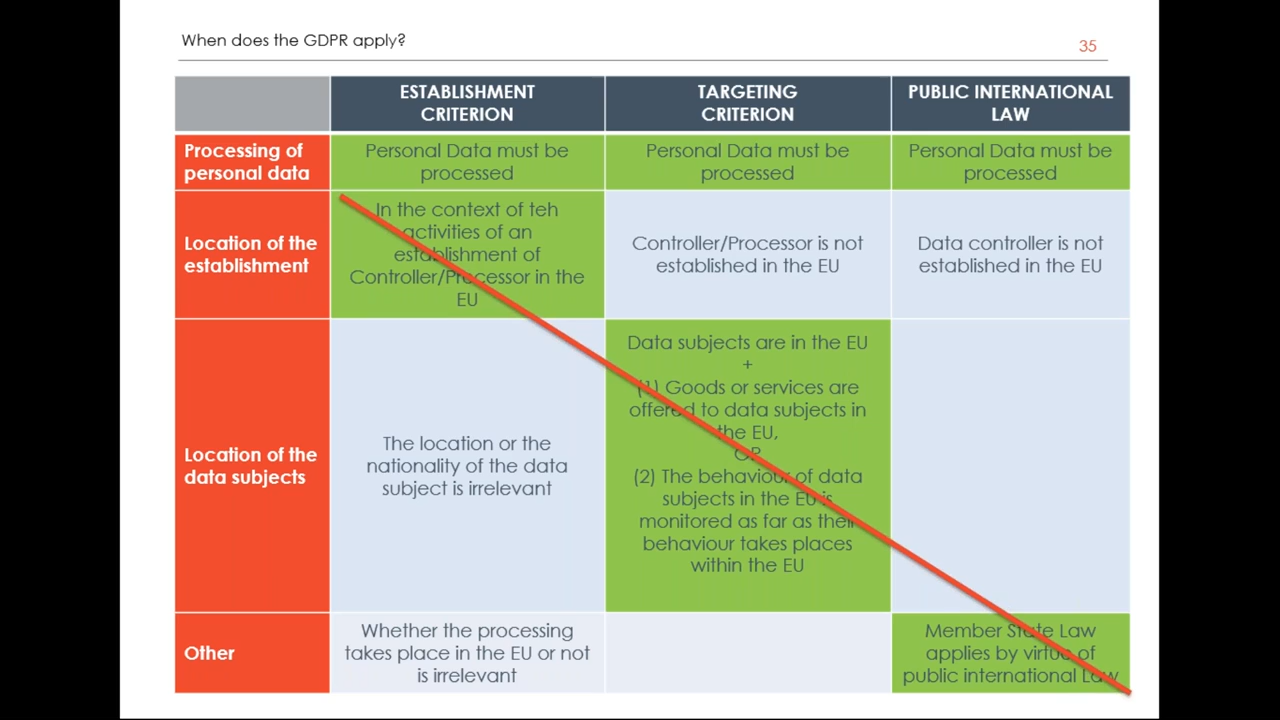 When does the GDPR apply?
35
ESTABLISHMENT
CRITERION
TARGETING
CRITERION
PUBLIC INTERNATIONAL
LAW
Processing of
personal data
Personal Data must be
processed
Personal Data must be
processed
Personal Data must be
processed
Location of the
establishment
In the context of teh
activities of an
establishment of
Controller/Processor in the
EU
Controller/Processor is not
established in the EU
Data controller is not
established in the EU
Location of the
data subjects
The location or the
nationality of the data
subject is irrelevant
Data subjects are in the EU
+
(1) Goods or services are
offered to data subjects in
the EU,
OR
(2) The behaviour of data
subjects in the EU is
monitored as far as their
behaviour takes places
within the EU
Other
Whether the processing
takes place in the EU or not
is irrelevant
Member State Law
applies by virtue of
public international Law